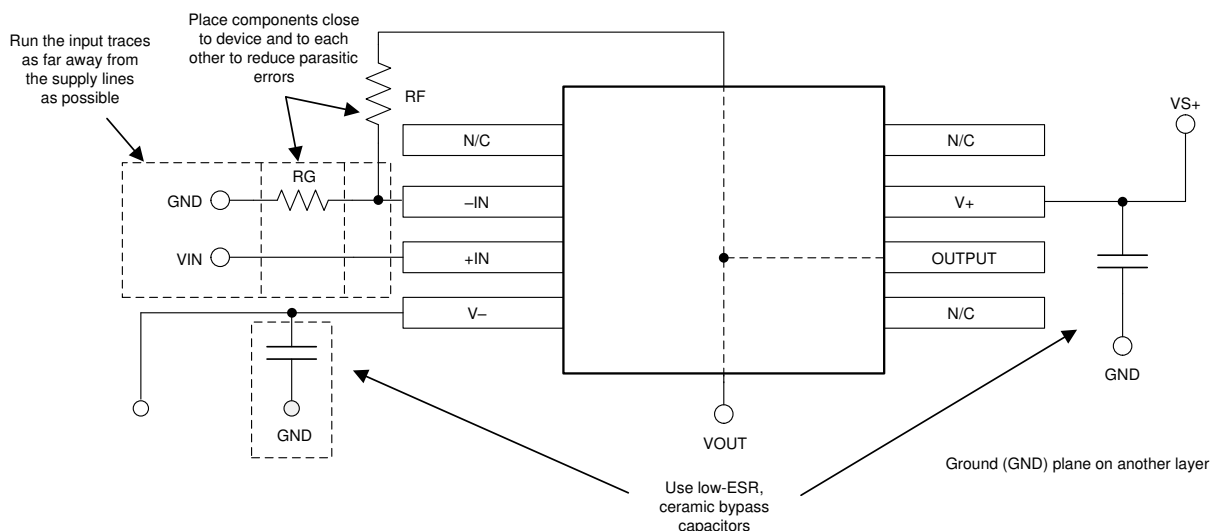 Place components close
to device and to each
other to reduce parasitic
errors
Run the input traces
as far away from
the supply lines
as possible
RF
VS+
N/C
N/C
RG
GND
–IN
V+
VIN
+IN
OUTPUT
V–
N/C
GND
GND
VOUT
Ground (GND) plane on another layer
Use low-ESR,
ceramic bypass
capacitors